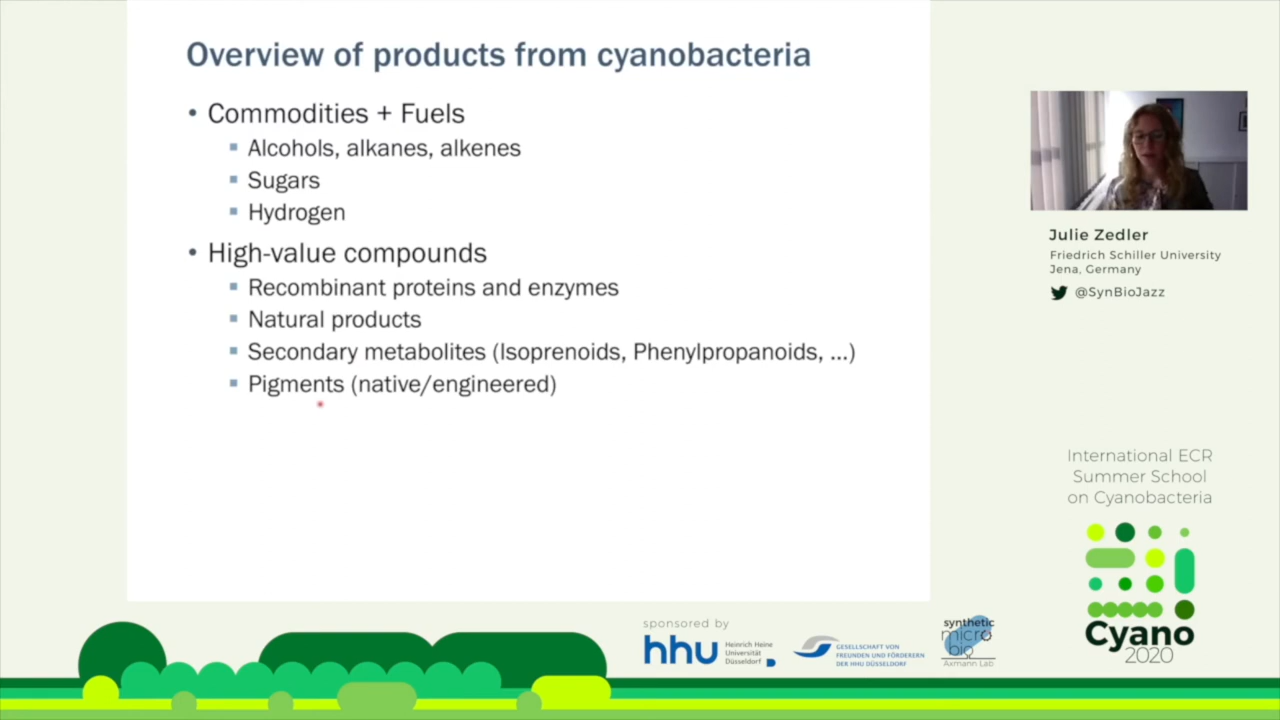 Overview of products from cyanobacteria
• Commodities + Fuels
▪ Alcohols, alkanes, alkenes
▪ Sugars
▪ Hydrogen
• High-value compounds
▪ Recombinant proteins and enzymes
▪ Natural products
▪ Secondary metabolites (Isoprenoids, Phenylpropanoids, ...)
▪ Pigments (native/engineered)
Julie Zedler
Friedrich Schiller University
Jena, Germany
@SynBioJazz
International ECR
Summer School
on Cyanobacteria
Cyano
2020
sponsored by
hhu
Heinrich Heine
Universität
Düsseldorf
GESELLSCHAFT VON
FREUNDEN UND FÖRDERERN
DER HHU DÜSSELDORF
synthetic
micro
bio
Axmann Lab